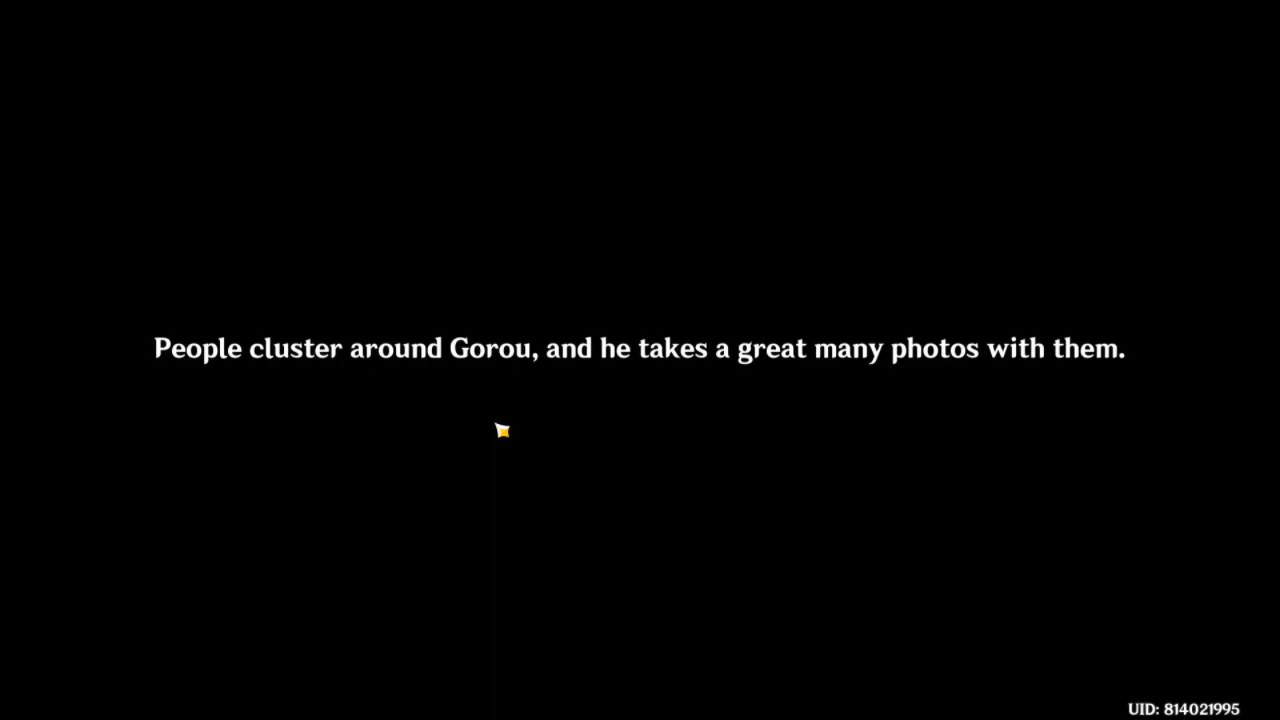 People cluster around Gorou, and he takes a great many photos with them.
UID: 814021995